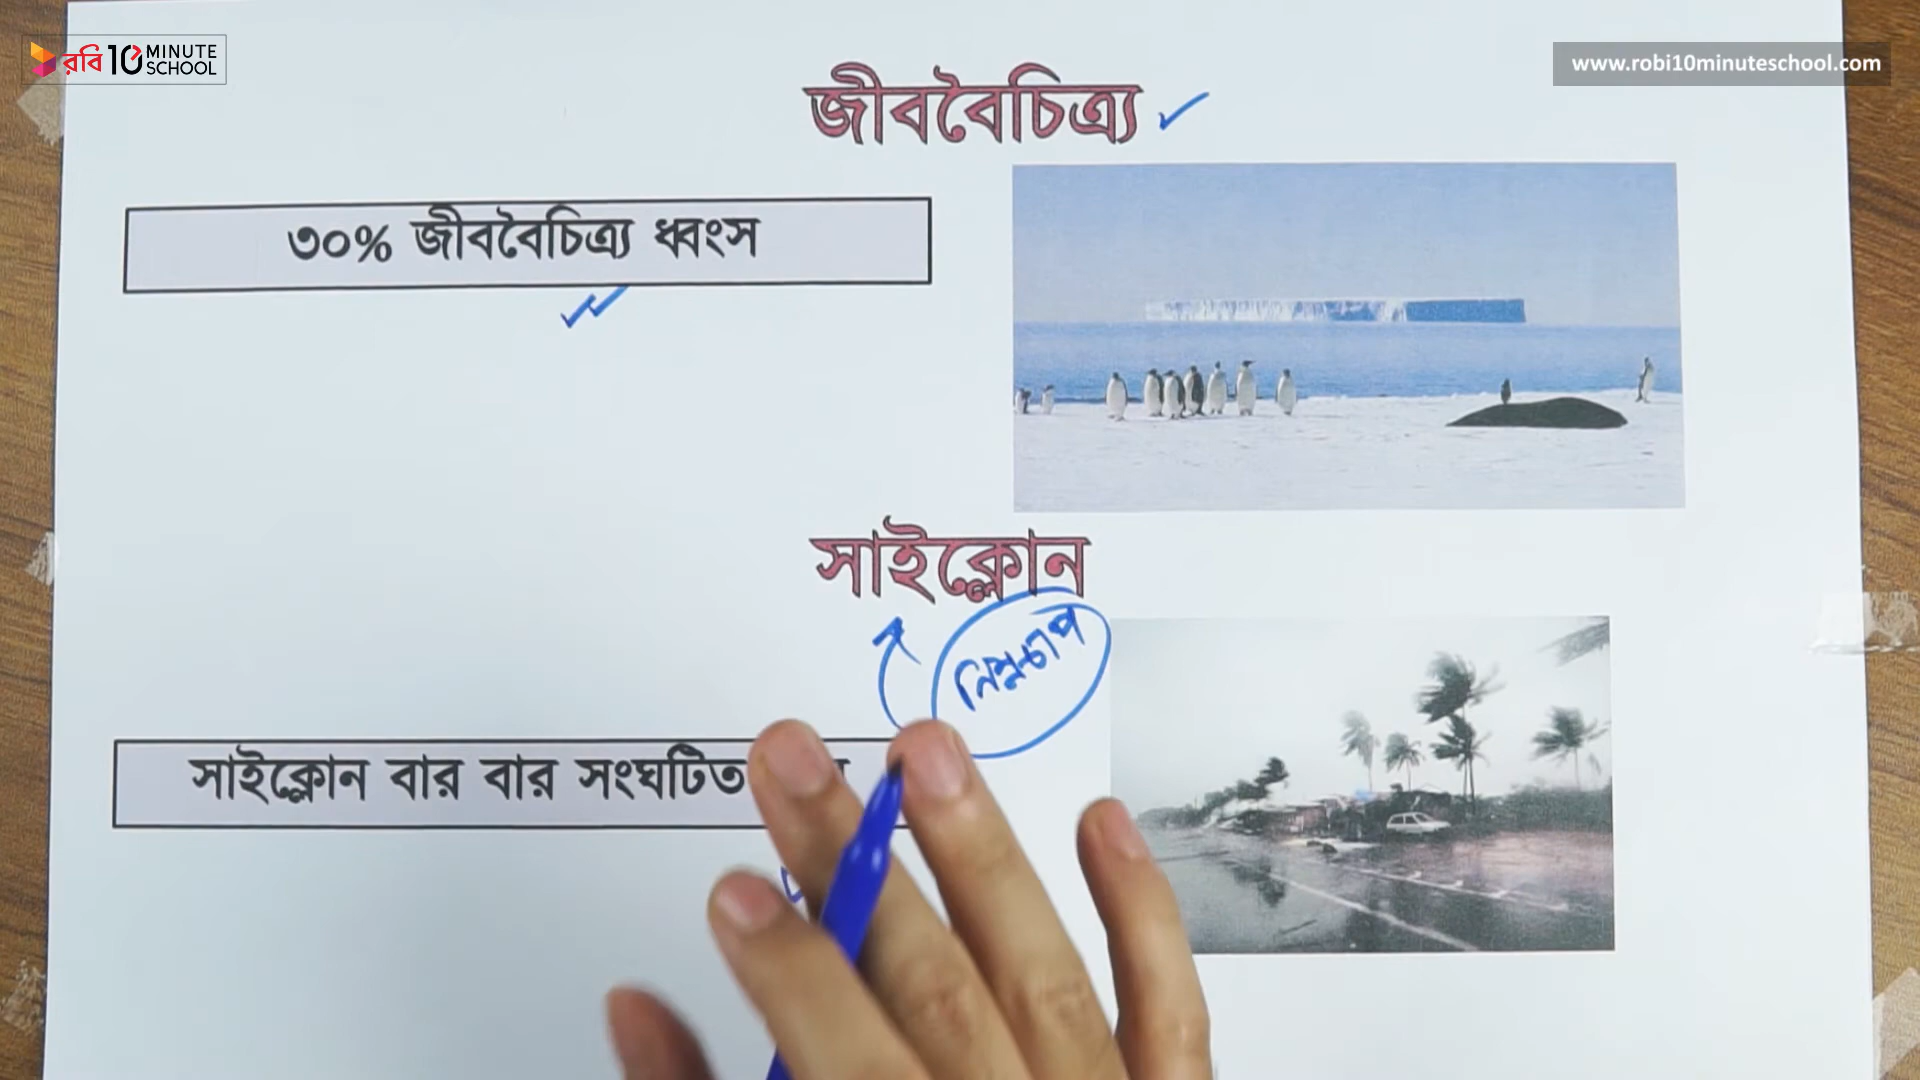 রবি 10 MINUTE SCHOOL
www.robi10minuteschool.com
জীববৈচিত্র্য
৩০% জীববৈচিত্র্য ধ্বংস
সাইক্লোন
নিম্নচাপ
সাইক্লোন বার বার সংঘটিত